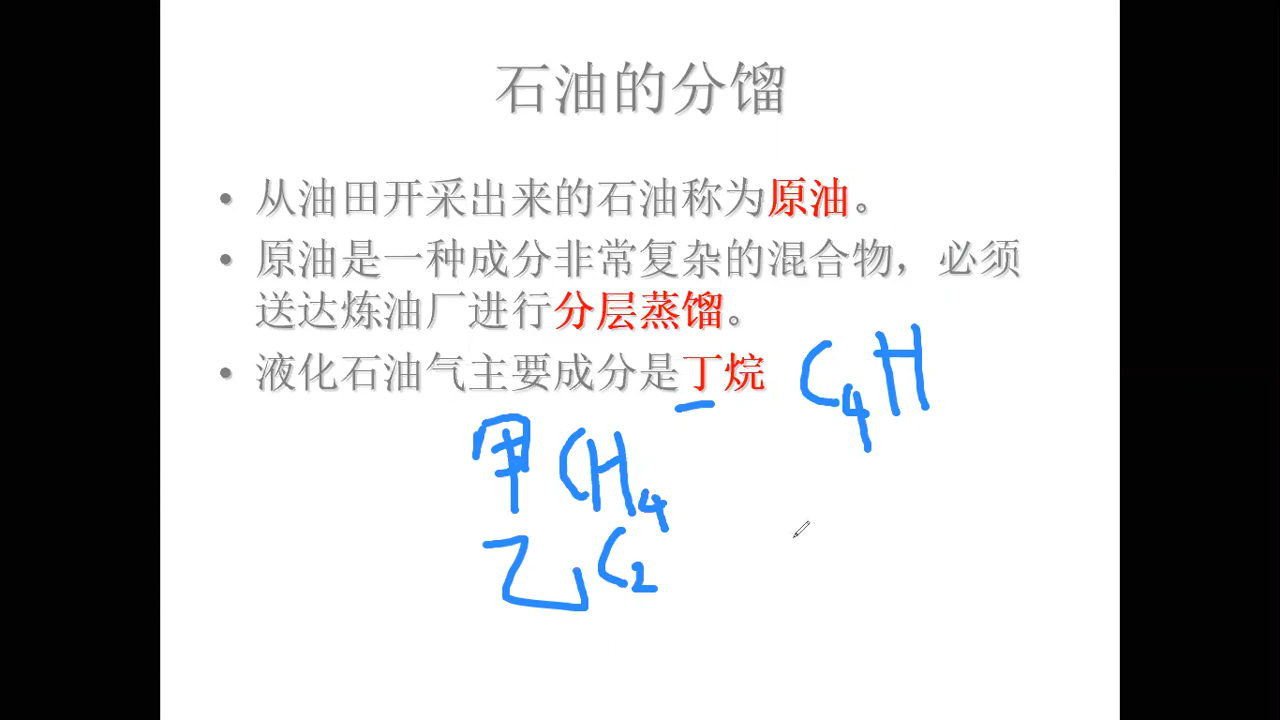 石油的分馏
• 从油田开采出来的石油称为原油。
• 原油是一种成分非常复杂的混合物，必须
送达炼油厂进行分层蒸馏。
• 液化石油气主要成分是丁烷 C4H
甲 CH4
乙 C2